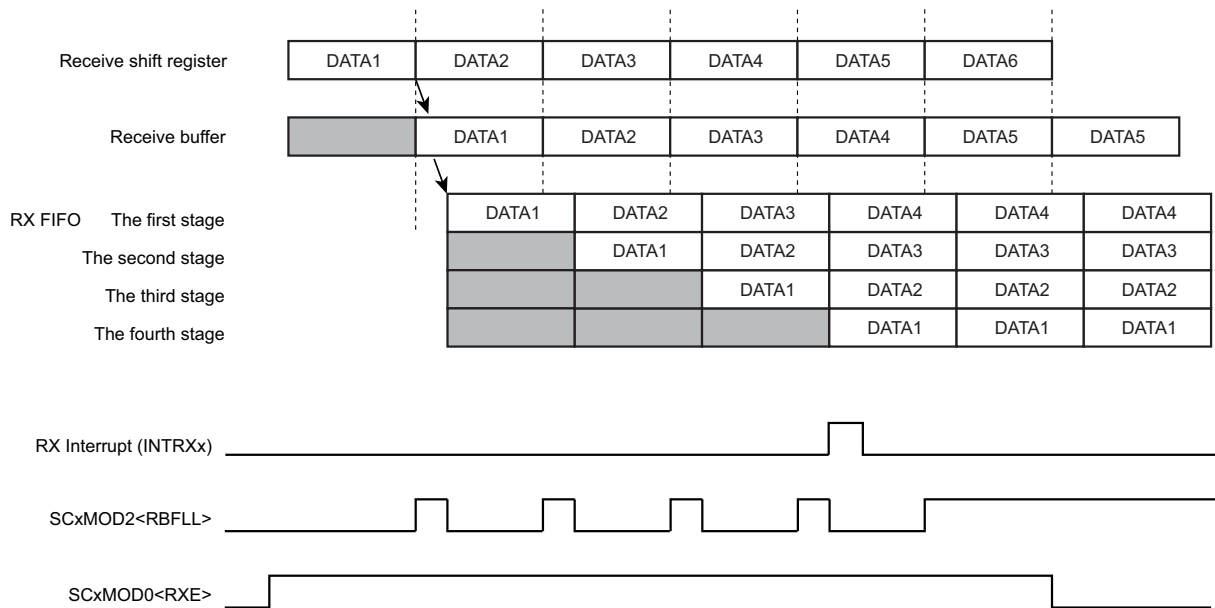 Receive shift register DATA1 DATA2 DATA3 DATA4 DATA5 DATA6
Receive buffer DATA1 DATA2 DATA3 DATA4 DATA5 DATA5
RX FIFO The first stage DATA1 DATA2 DATA3 DATA4 DATA4 DATA4
The second stage DATA1 DATA2 DATA3 DATA3 DATA3
The third stage DATA1 DATA2 DATA2 DATA2
The fourth stage DATA1 DATA1 DATA1
RX Interrupt (INTRXx)
SCxMOD2<RBFLL>
SCxMOD0<RXE>